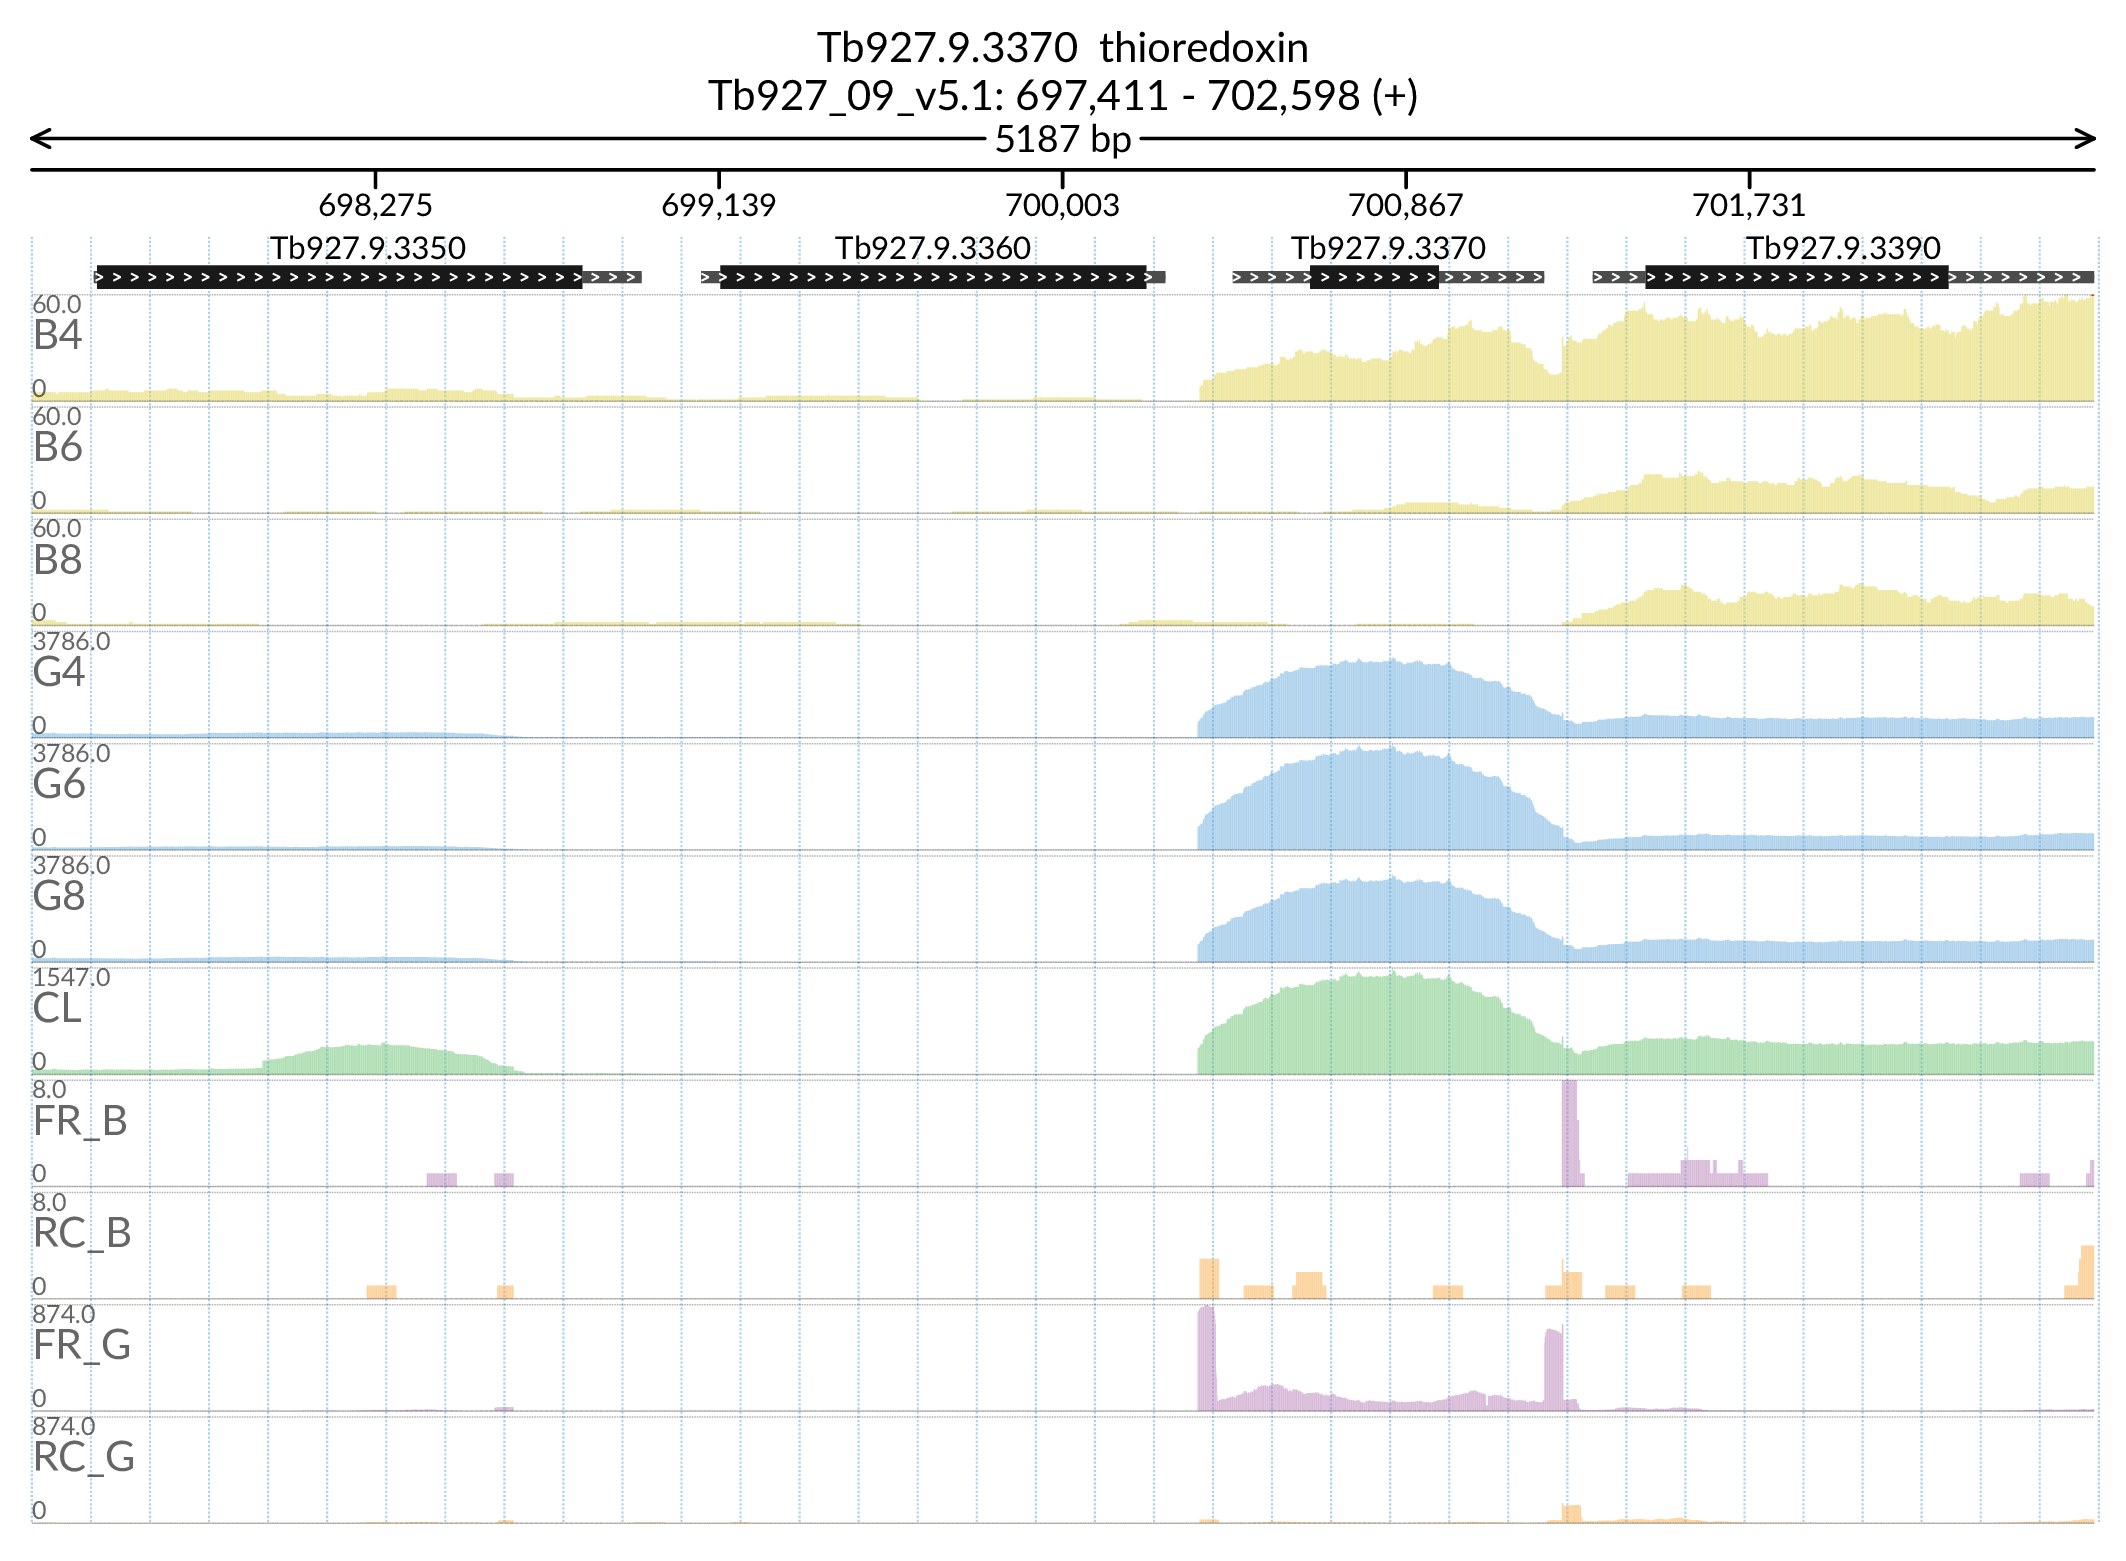 Tb927.9.3370 thioredoxin
Tb927_09_v5.1: 697,411 - 702,598 (+)
5187 bp
698,275 699,139 700,003 700,867 701,731
Tb927.9.3350 Tb927.9.3360 Tb927.9.3370 Tb927.9.3390
60.0
B4
0
60.0
B6
0
60.0
B8
0
3786.0
G4
0
3786.0
G6
0
3786.0
G8
0
1547.0
CL
0
8.0
FR_B
0
8.0
RC_B
0
874.0
FR_G
0
874.0
RC_G
0